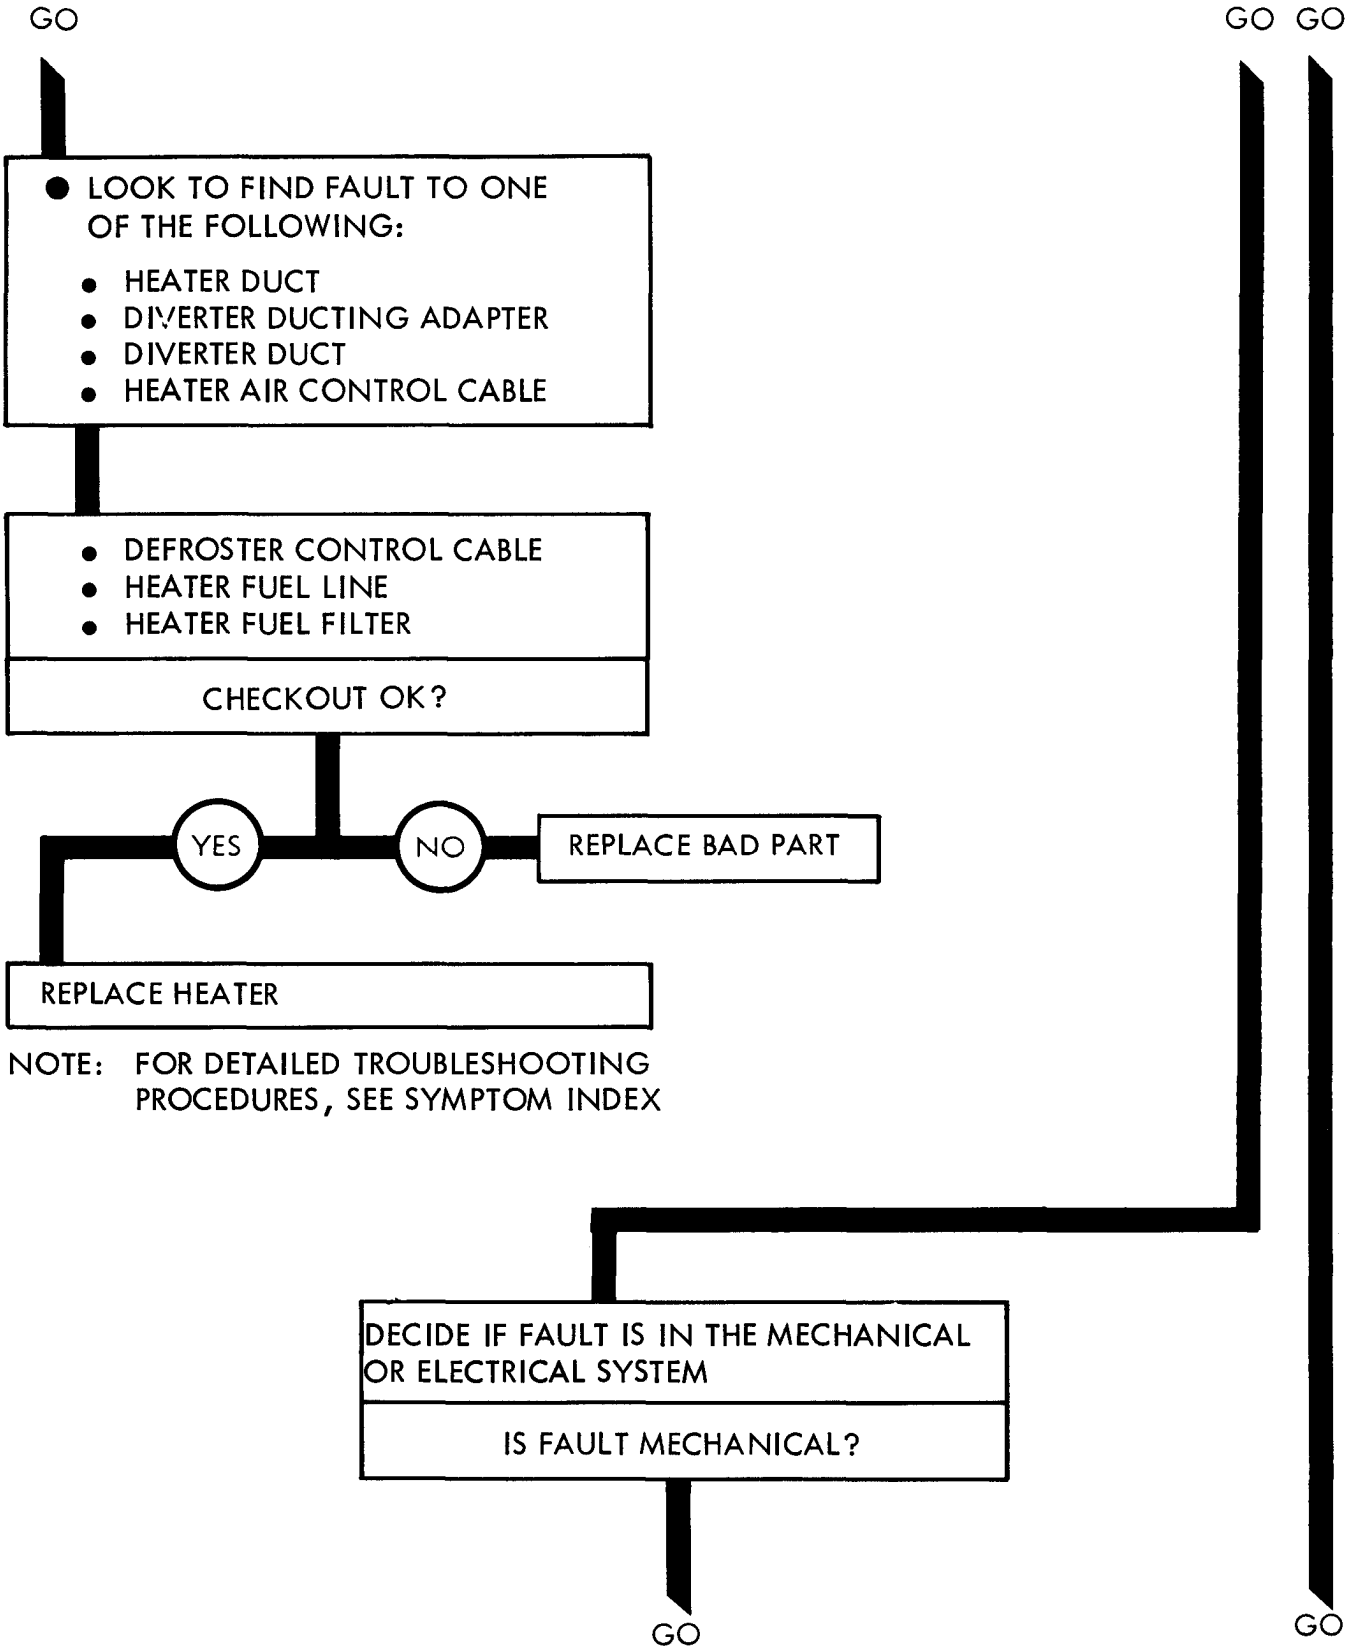 GO
GO GO
● LOOK TO FIND FAULT TO ONE
OF THE FOLLOWING:
● HEATER DUCT
● DIVERTER DUCTING ADAPTER
● DIVERTER DUCT
● HEATER AIR CONTROL CABLE
● DEFROSTER CONTROL CABLE
● HEATER FUEL LINE
● HEATER FUEL FILTER
CHECKOUT OK?
YES
NO
REPLACE BAD PART
REPLACE HEATER
NOTE: FOR DETAILED TROUBLESHOOTING
PROCEDURES, SEE SYMPTOM INDEX
DECIDE IF FAULT IS IN THE MECHANICAL
OR ELECTRICAL SYSTEM
IS FAULT MECHANICAL?
GO
GO